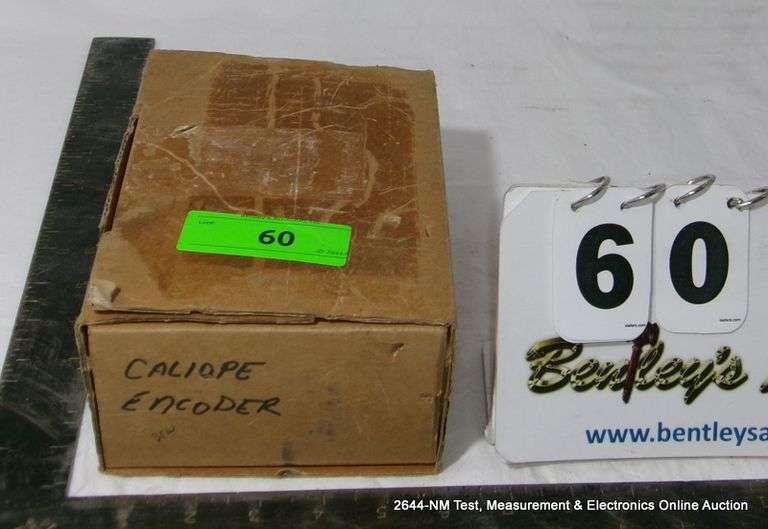 60
60
CALIOPE
ENCODER
Bentley's
www.bentleysa
2644-NM Test, Measurement & Electronics Online Auction